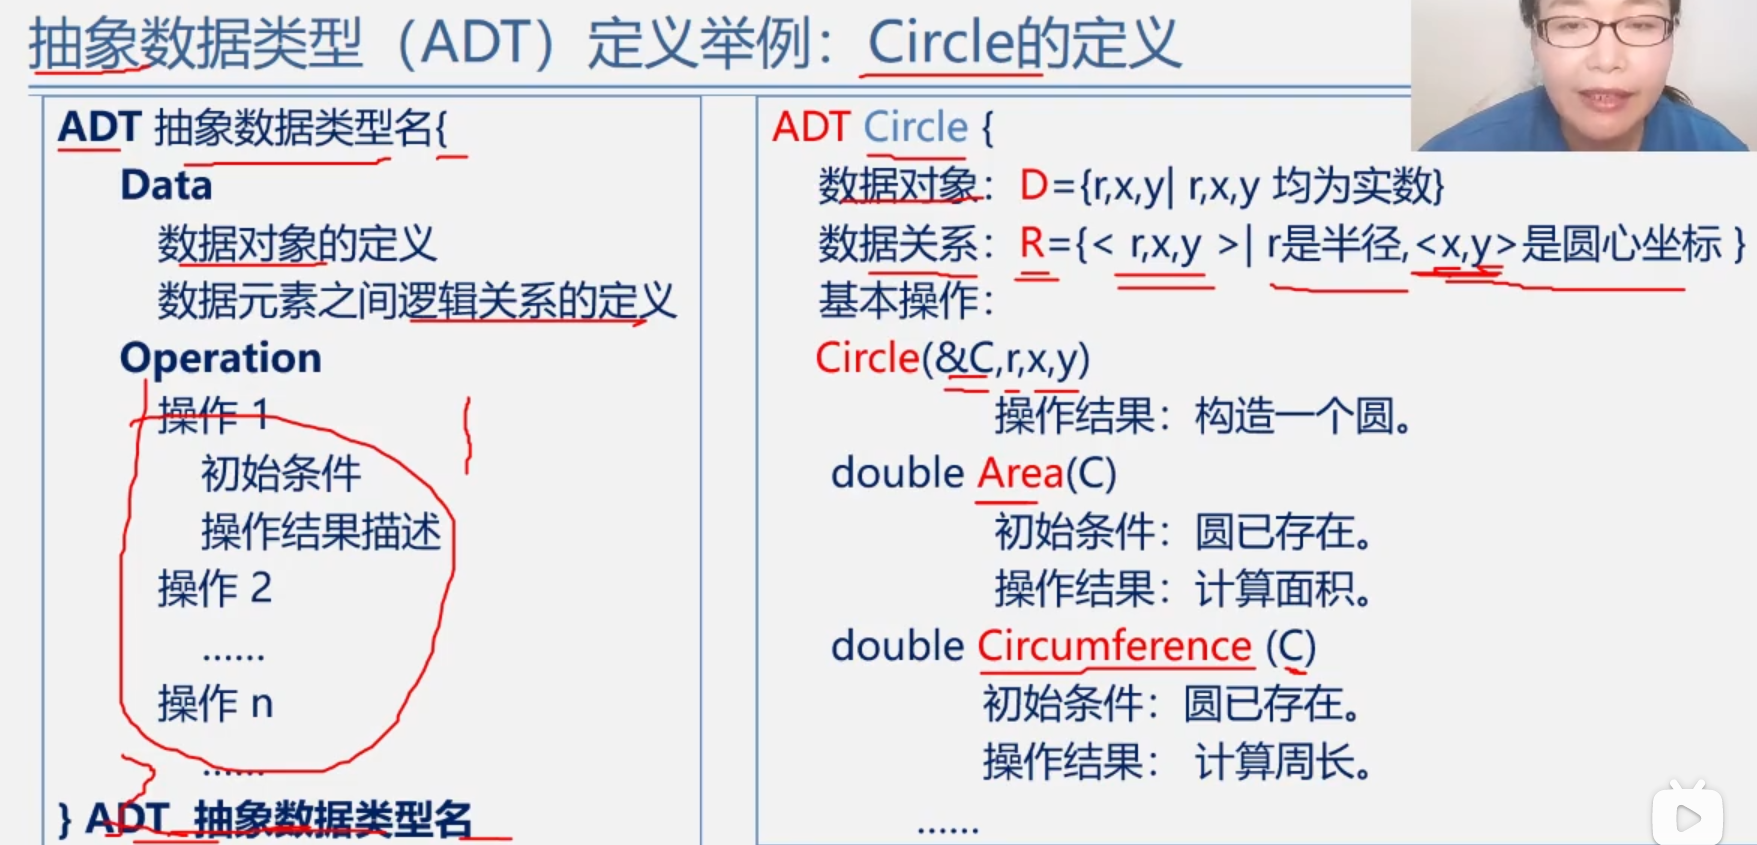 抽象数据类型（ADT）定义举例：Circle的定义
ADT 抽象数据类型名{
Data
数据对象的定义
数据元素之间逻辑关系的定义
Operation
操作 1
初始条件
操作结果描述
操作 2
……
操作 n
……
} ADT 抽象数据类型名
ADT Circle {
数据对象：D={r,x,y| r,x,y 均为实数}
数据关系：R={< r,x,y >| r是半径,<x,y>是圆心坐标 }
基本操作：
Circle(&C,r,x,y)
操作结果：构造一个圆。
double Area(C)
初始条件：圆已存在。
操作结果：计算面积。
double Circumference (C)
初始条件：圆已存在。
操作结果： 计算周长。
……